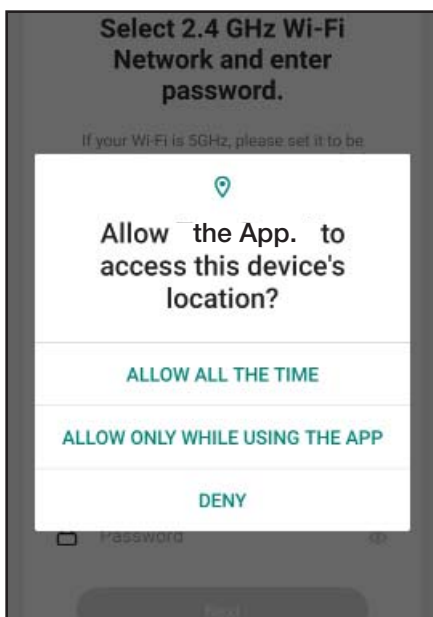 Select 2.4 GHz Wi-Fi
Network and enter
password.
If your Wi-Fi is 5GHz, please set it to be
Allow the App. to
access this device's
location?
ALLOW ALL THE TIME
ALLOW ONLY WHILE USING THE APP
DENY
Password
Next